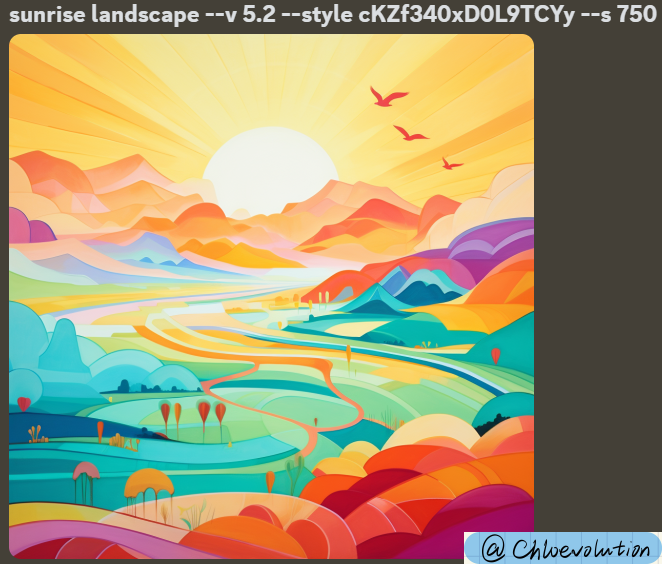 sunrise landscape --v 5.2 --style cKZf340xD0L9TCYy --s 750
@ Chloevolution